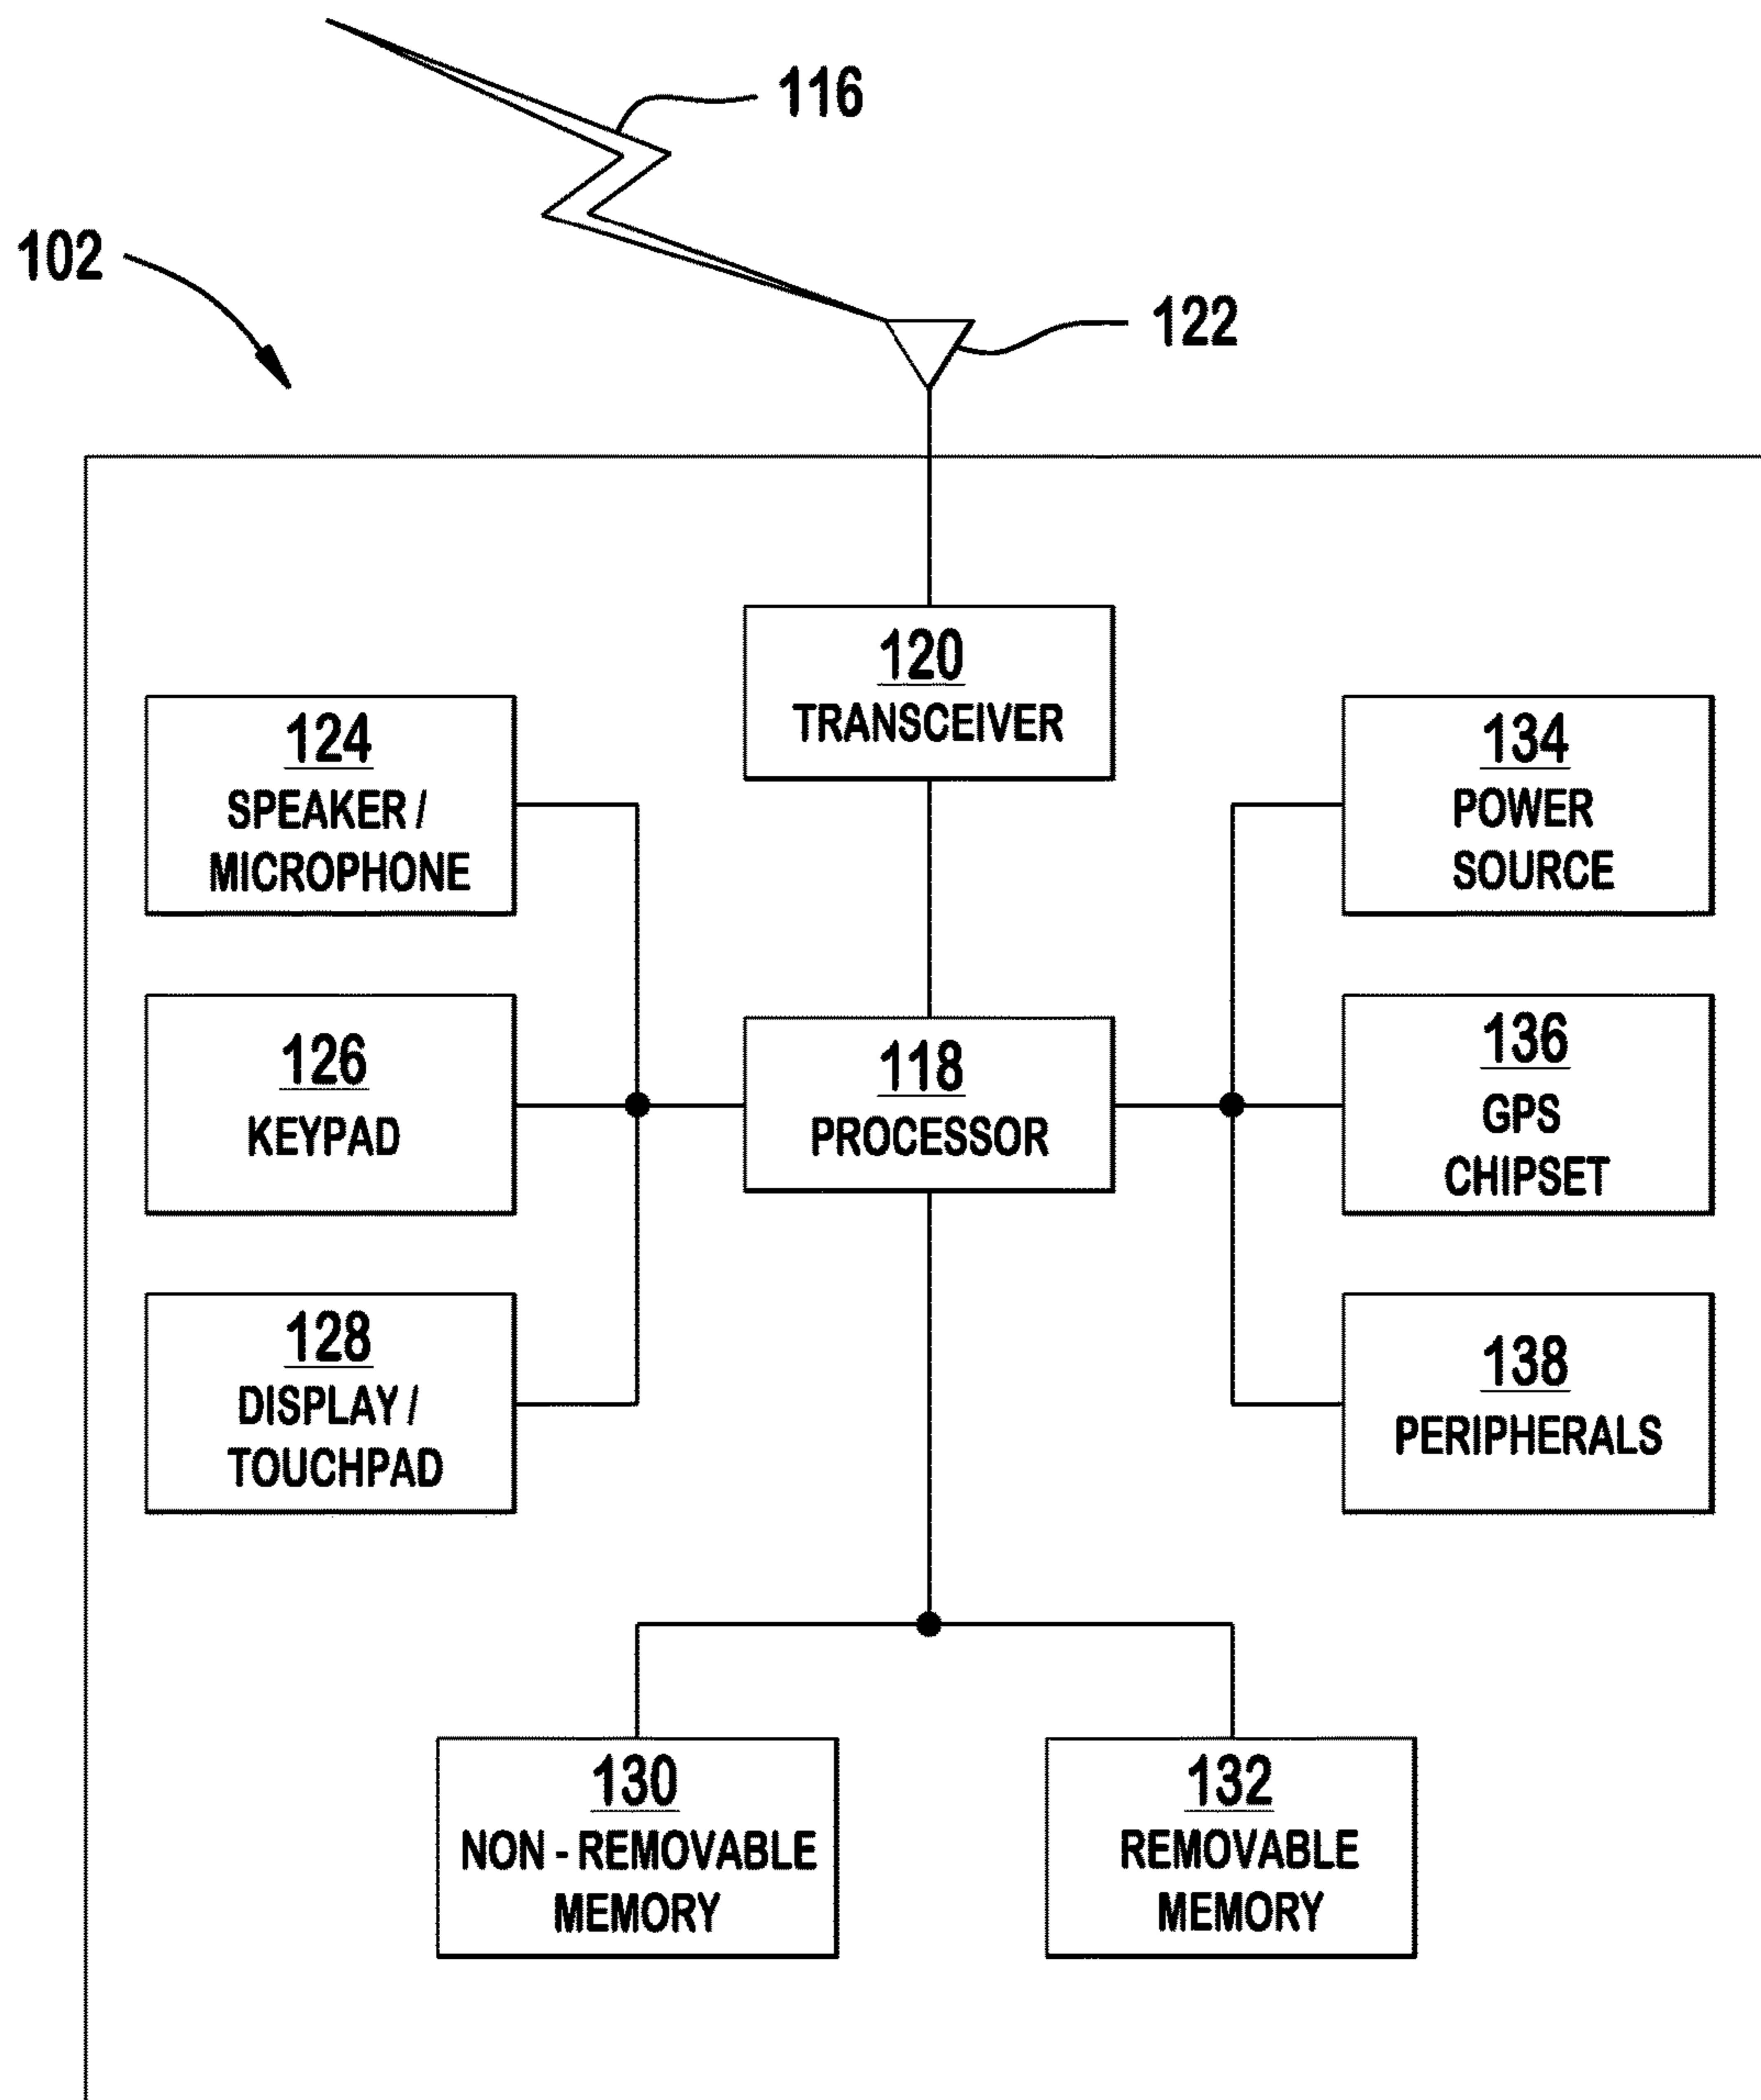 116
102
122
120
TRANSCEIVER
124
SPEAKER /
MICROPHONE
134
POWER
SOURCE
126
KEYPAD
118
PROCESSOR
136
GPS
CHIPSET
128
DISPLAY /
TOUCHPAD
138
PERIPHERALS
130
NON - REMOVABLE
MEMORY
132
REMOVABLE
MEMORY